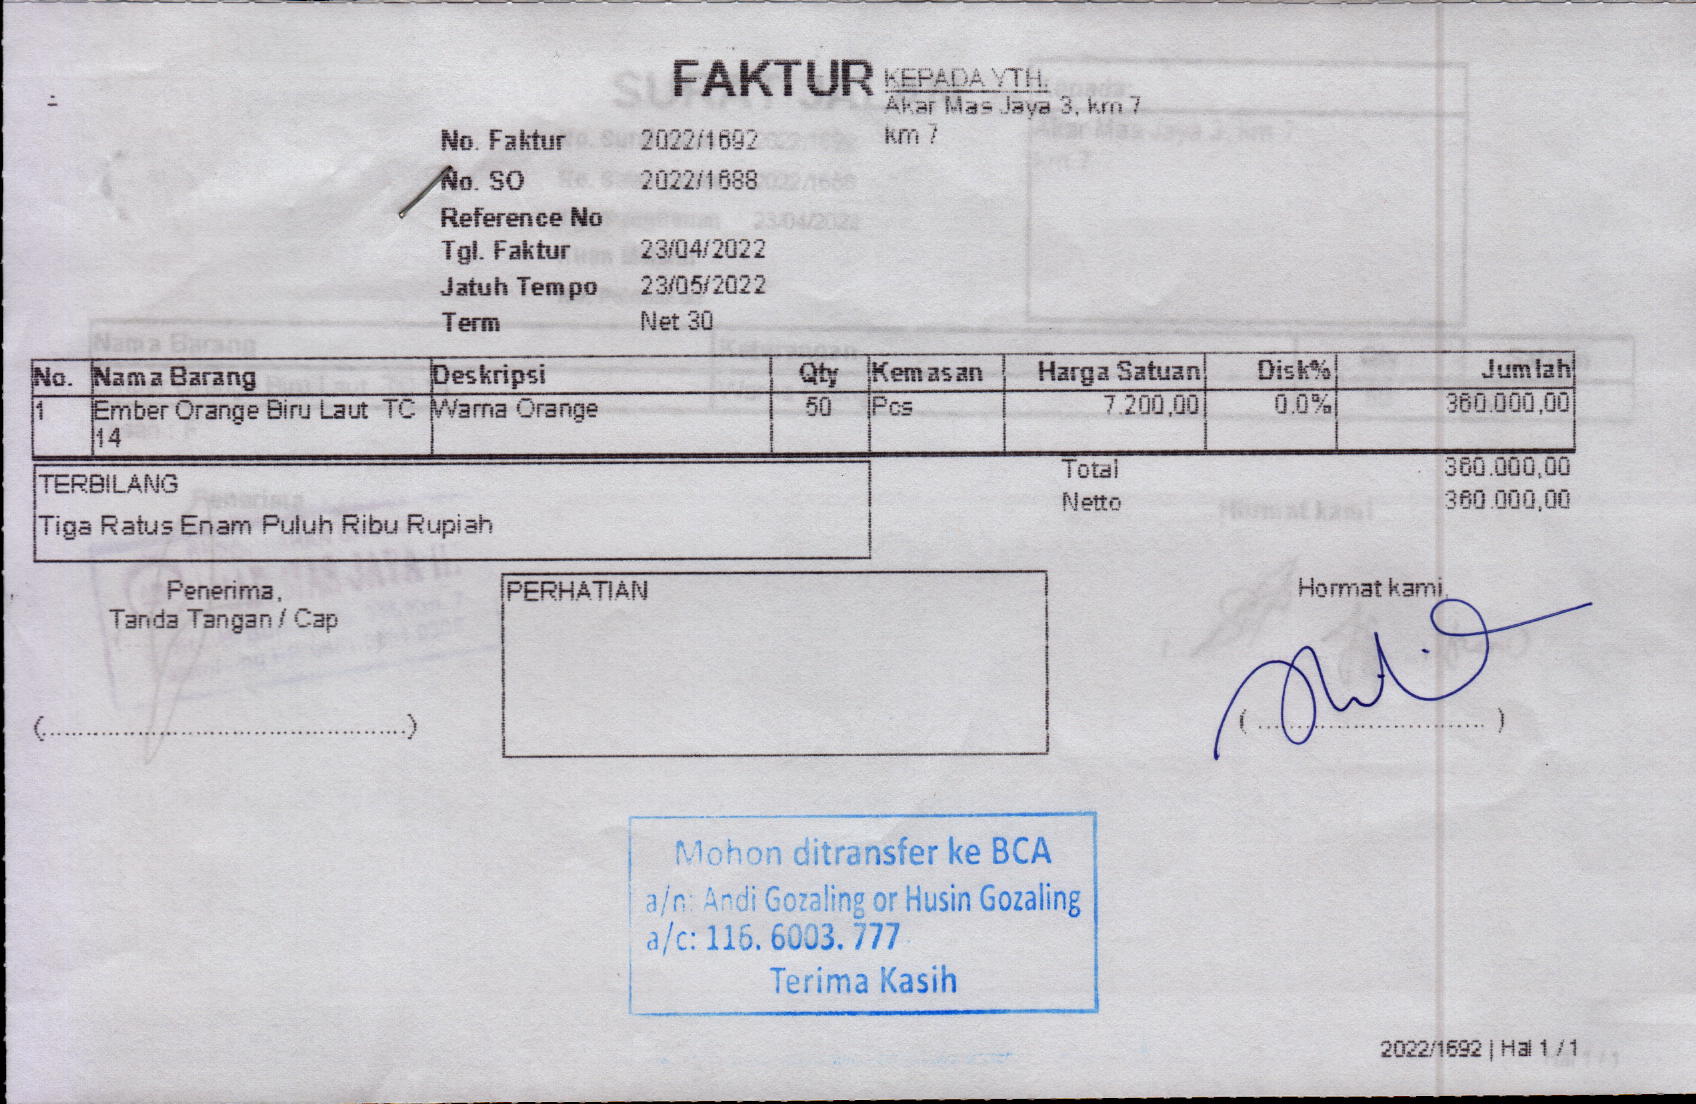 FAKTUR
KEPADA YTH.
Akar Mas Jaya 3, km 7
km 7
No. Faktur 2022/1692
No. SO 2022/1688
Reference No
Tgl. Faktur 23/04/2022
Jatuh Tempo 23/05/2022
Term Net 30
No. Nama Barang Deskripsi Qty Kemasan Harga Satuan Disk% Jumlah
1 Ember Orange Biru Laut TC Warna Orange 50 Pcs 7.200,00 0.0% 360.000,00
14
TERBILANG
Tiga Ratus Enam Puluh Ribu Rupiah
Total 360.000,00
Netto 360.000,00
Penerima,
Tanda Tangan / Cap
(..........................................)
PERHATIAN
Hormat kami,
( ............................. )
Mohon ditransfer ke BCA
a/n: Andi Gozaling or Husin Gozaling
a/c: 116. 6003. 777
Terima Kasih
2022/1692 | Hal 1 / 1